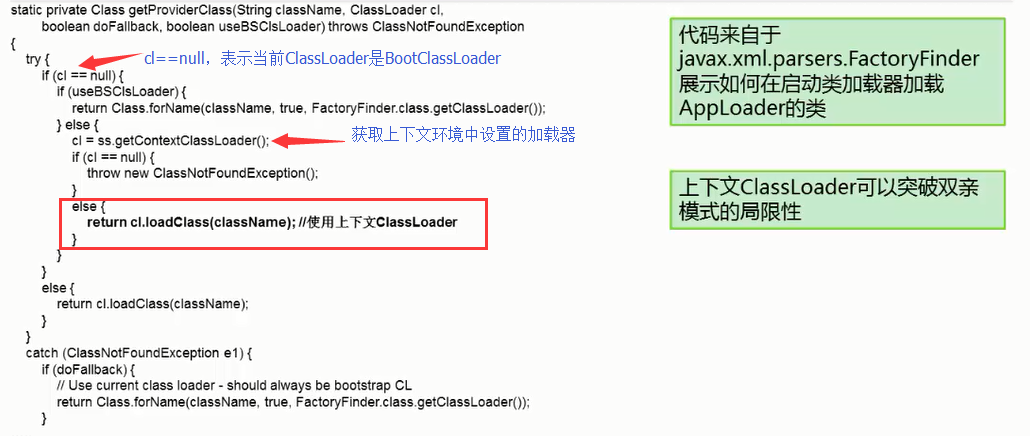 static private Class getProviderClass(String className, ClassLoader cl,
boolean doFallback, boolean useBSClsLoader) throws ClassNotFoundException
{
try {
cl==null，表示当前ClassLoader是BootClassLoader
if (cl == null) {
if (useBSClsLoader) {
return Class.forName(className, true, FactoryFinder.class.getClassLoader());
} else {
cl = ss.getContextClassLoader();
获取上下文环境中设置的加载器
if (cl == null) {
throw new ClassNotFoundException();
}
else {
return cl.loadClass(className); //使用上下文ClassLoader
}
}
}
else {
return cl.loadClass(className);
}
}
catch (ClassNotFoundException e1) {
if (doFallback) {
// Use current class loader - should always be bootstrap CL
return Class.forName(className, true, FactoryFinder.class.getClassLoader());
}
代码来自于
javax.xml.parsers.FactoryFinder
展示如何在启动类加载器加载
AppLoader的类
上下文ClassLoader可以突破双亲
模式的局限性